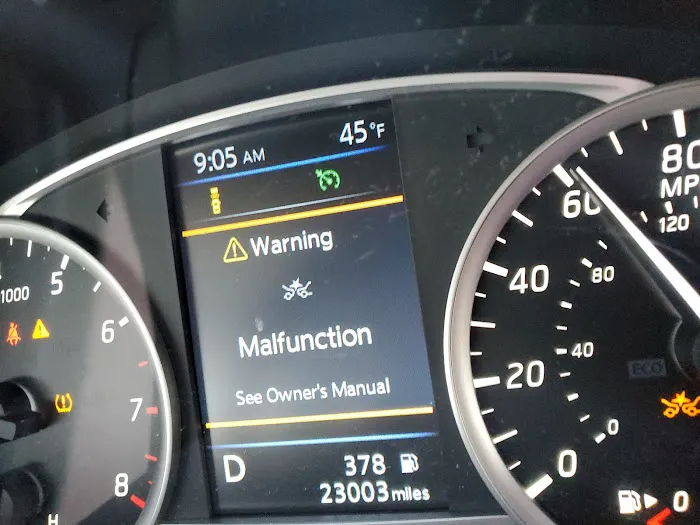 9:05 AM 45°F
Warning
Malfunction
See Owner's Manual
D 378
23003 miles
1000
5
6
7
8
H
80
MP
60
120
40
80
20
40
ECO
0
0
0